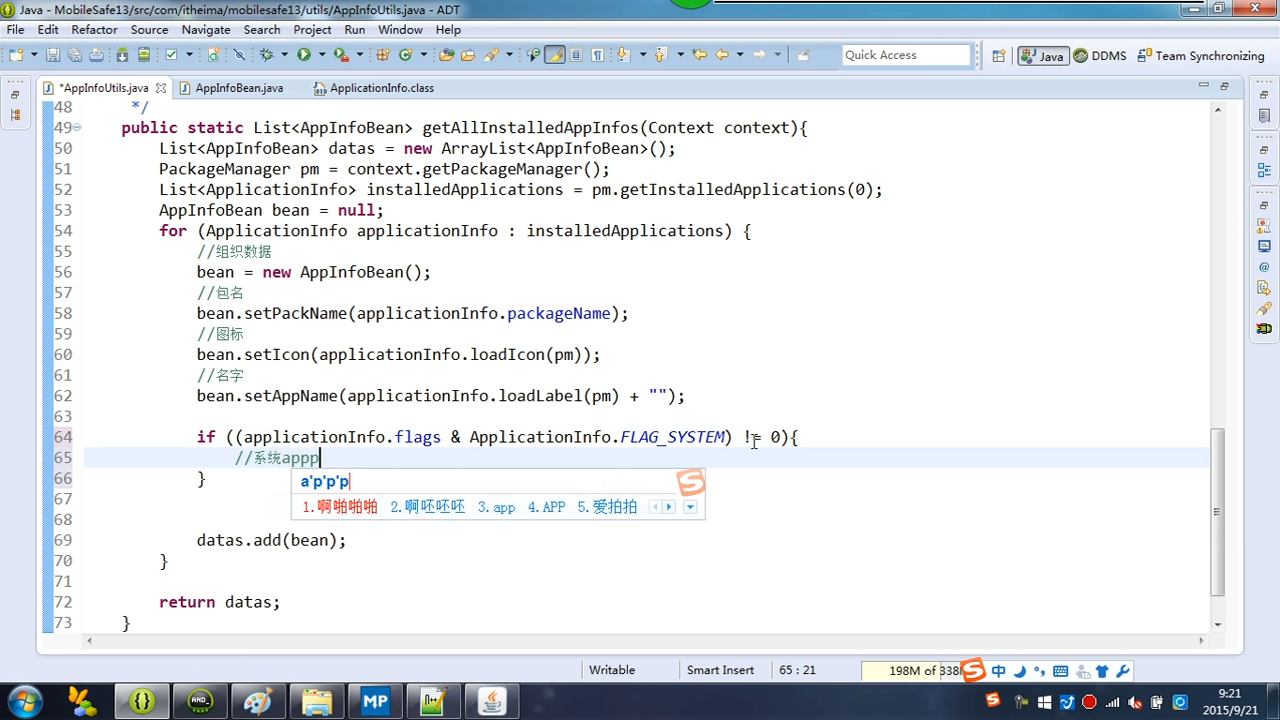 Java - MobileSafe13/src/com/itheima/mobilesafe13/utils/AppInfoUtils.java - ADT
File Edit Refactor Source Navigate Search Project Run Window Help
Quick Access
Java DDMS Team Synchronizing
*AppInfoUtils.java AppInfoBean.java ApplicationInfo.class
48 */
49 public static List<AppInfoBean> getAllInstalledAppInfos(Context context){
50 List<AppInfoBean> datas = new ArrayList<AppInfoBean>();
51 PackageManager pm = context.getPackageManager();
52 List<ApplicationInfo> installedApplications = pm.getInstalledApplications(0);
53 AppInfoBean bean = null;
54 for (ApplicationInfo applicationInfo : installedApplications) {
55 //组织数据
56 bean = new AppInfoBean();
57 //包名
58 bean.setPackName(applicationInfo.packageName);
59 //图标
60 bean.setIcon(applicationInfo.loadIcon(pm));
61 //名字
62 bean.setAppName(applicationInfo.loadLabel(pm) + "");
63
64 if ((applicationInfo.flags & ApplicationInfo.FLAG_SYSTEM) != 0){
65 //系统appp
a'p'p'p
66 }
1.啊啪啪啪 2.啊呸呸呸 3.app 4.APP 5.爱拍拍
67
68
69 datas.add(bean);
70 }
71
72 return datas;
73 }
Writable Smart Insert 65 : 21 198M of 338M 中
MP
9:21
2015/9/21